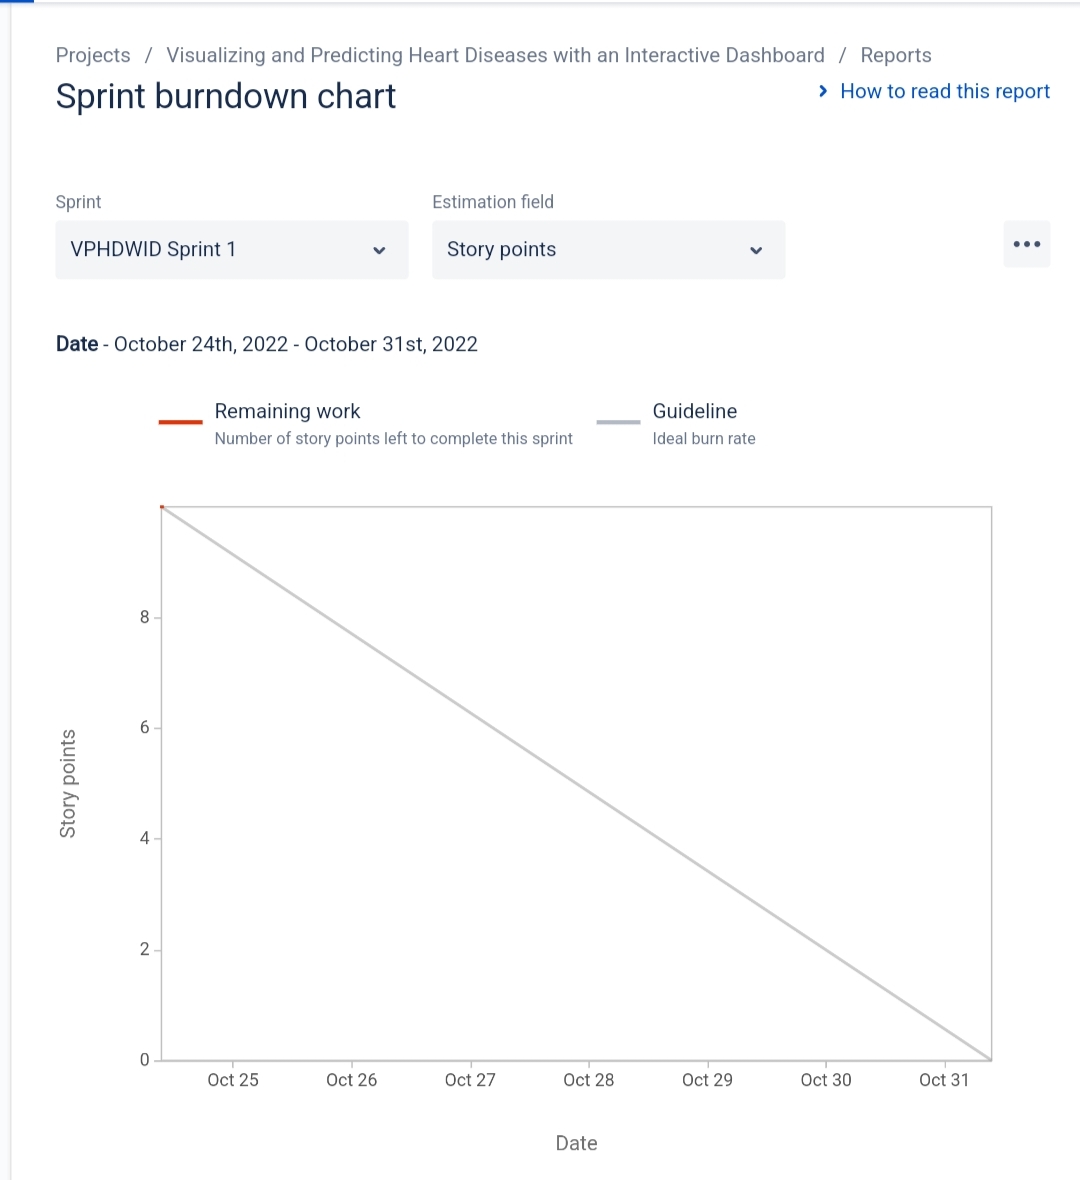 Projects / Visualizing and Predicting Heart Diseases with an Interactive Dashboard / Reports
Sprint burndown chart
How to read this report
Sprint
Estimation field
VPHDWID Sprint 1
Story points
Date - October 24th, 2022 - October 31st, 2022
Remaining work
Number of story points left to complete this sprint
Guideline
Ideal burn rate
8
6
4
2
0
Story points
Oct 25
Oct 26
Oct 27
Oct 28
Oct 29
Oct 30
Oct 31
Date